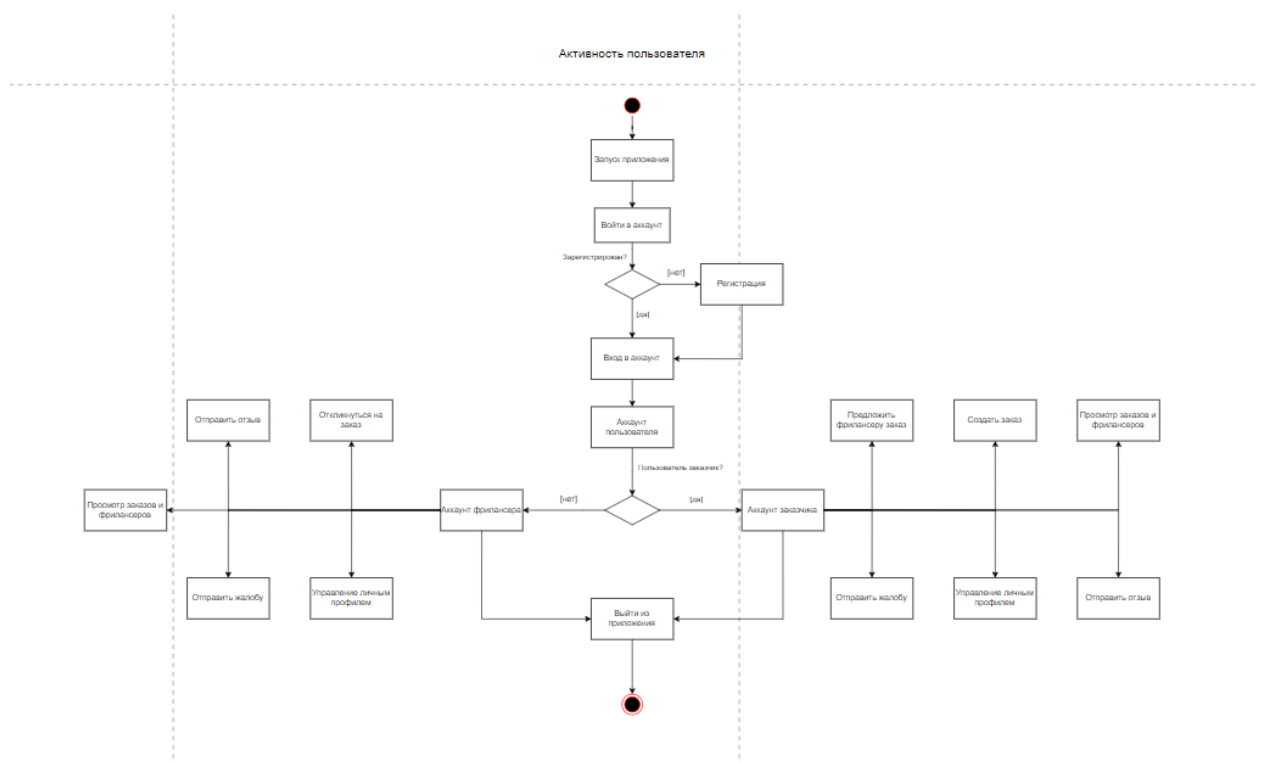 Активность пользователя
Запуск приложения
Войти в аккаунт
Зарегистрирован?
[нет]
Регистрация
[да]
Вход в аккаунт
Отправить отзыв
Откликнуться на
заказ
Аккаунт
пользователя
Предложить
фрилансеру заказ
Создать заказ
Просмотр заказов и
фрилансеров
Пользователь заказчик?
Просмотр заказов и
фрилансеров
Аккаунт фрилансера
[нет]
[да]
Аккаунт заказчика
Отправить жалобу
Управление личным
профилем
Выйти из
приложения
Отправить жалобу
Управление личным
профилем
Отправить отзыв